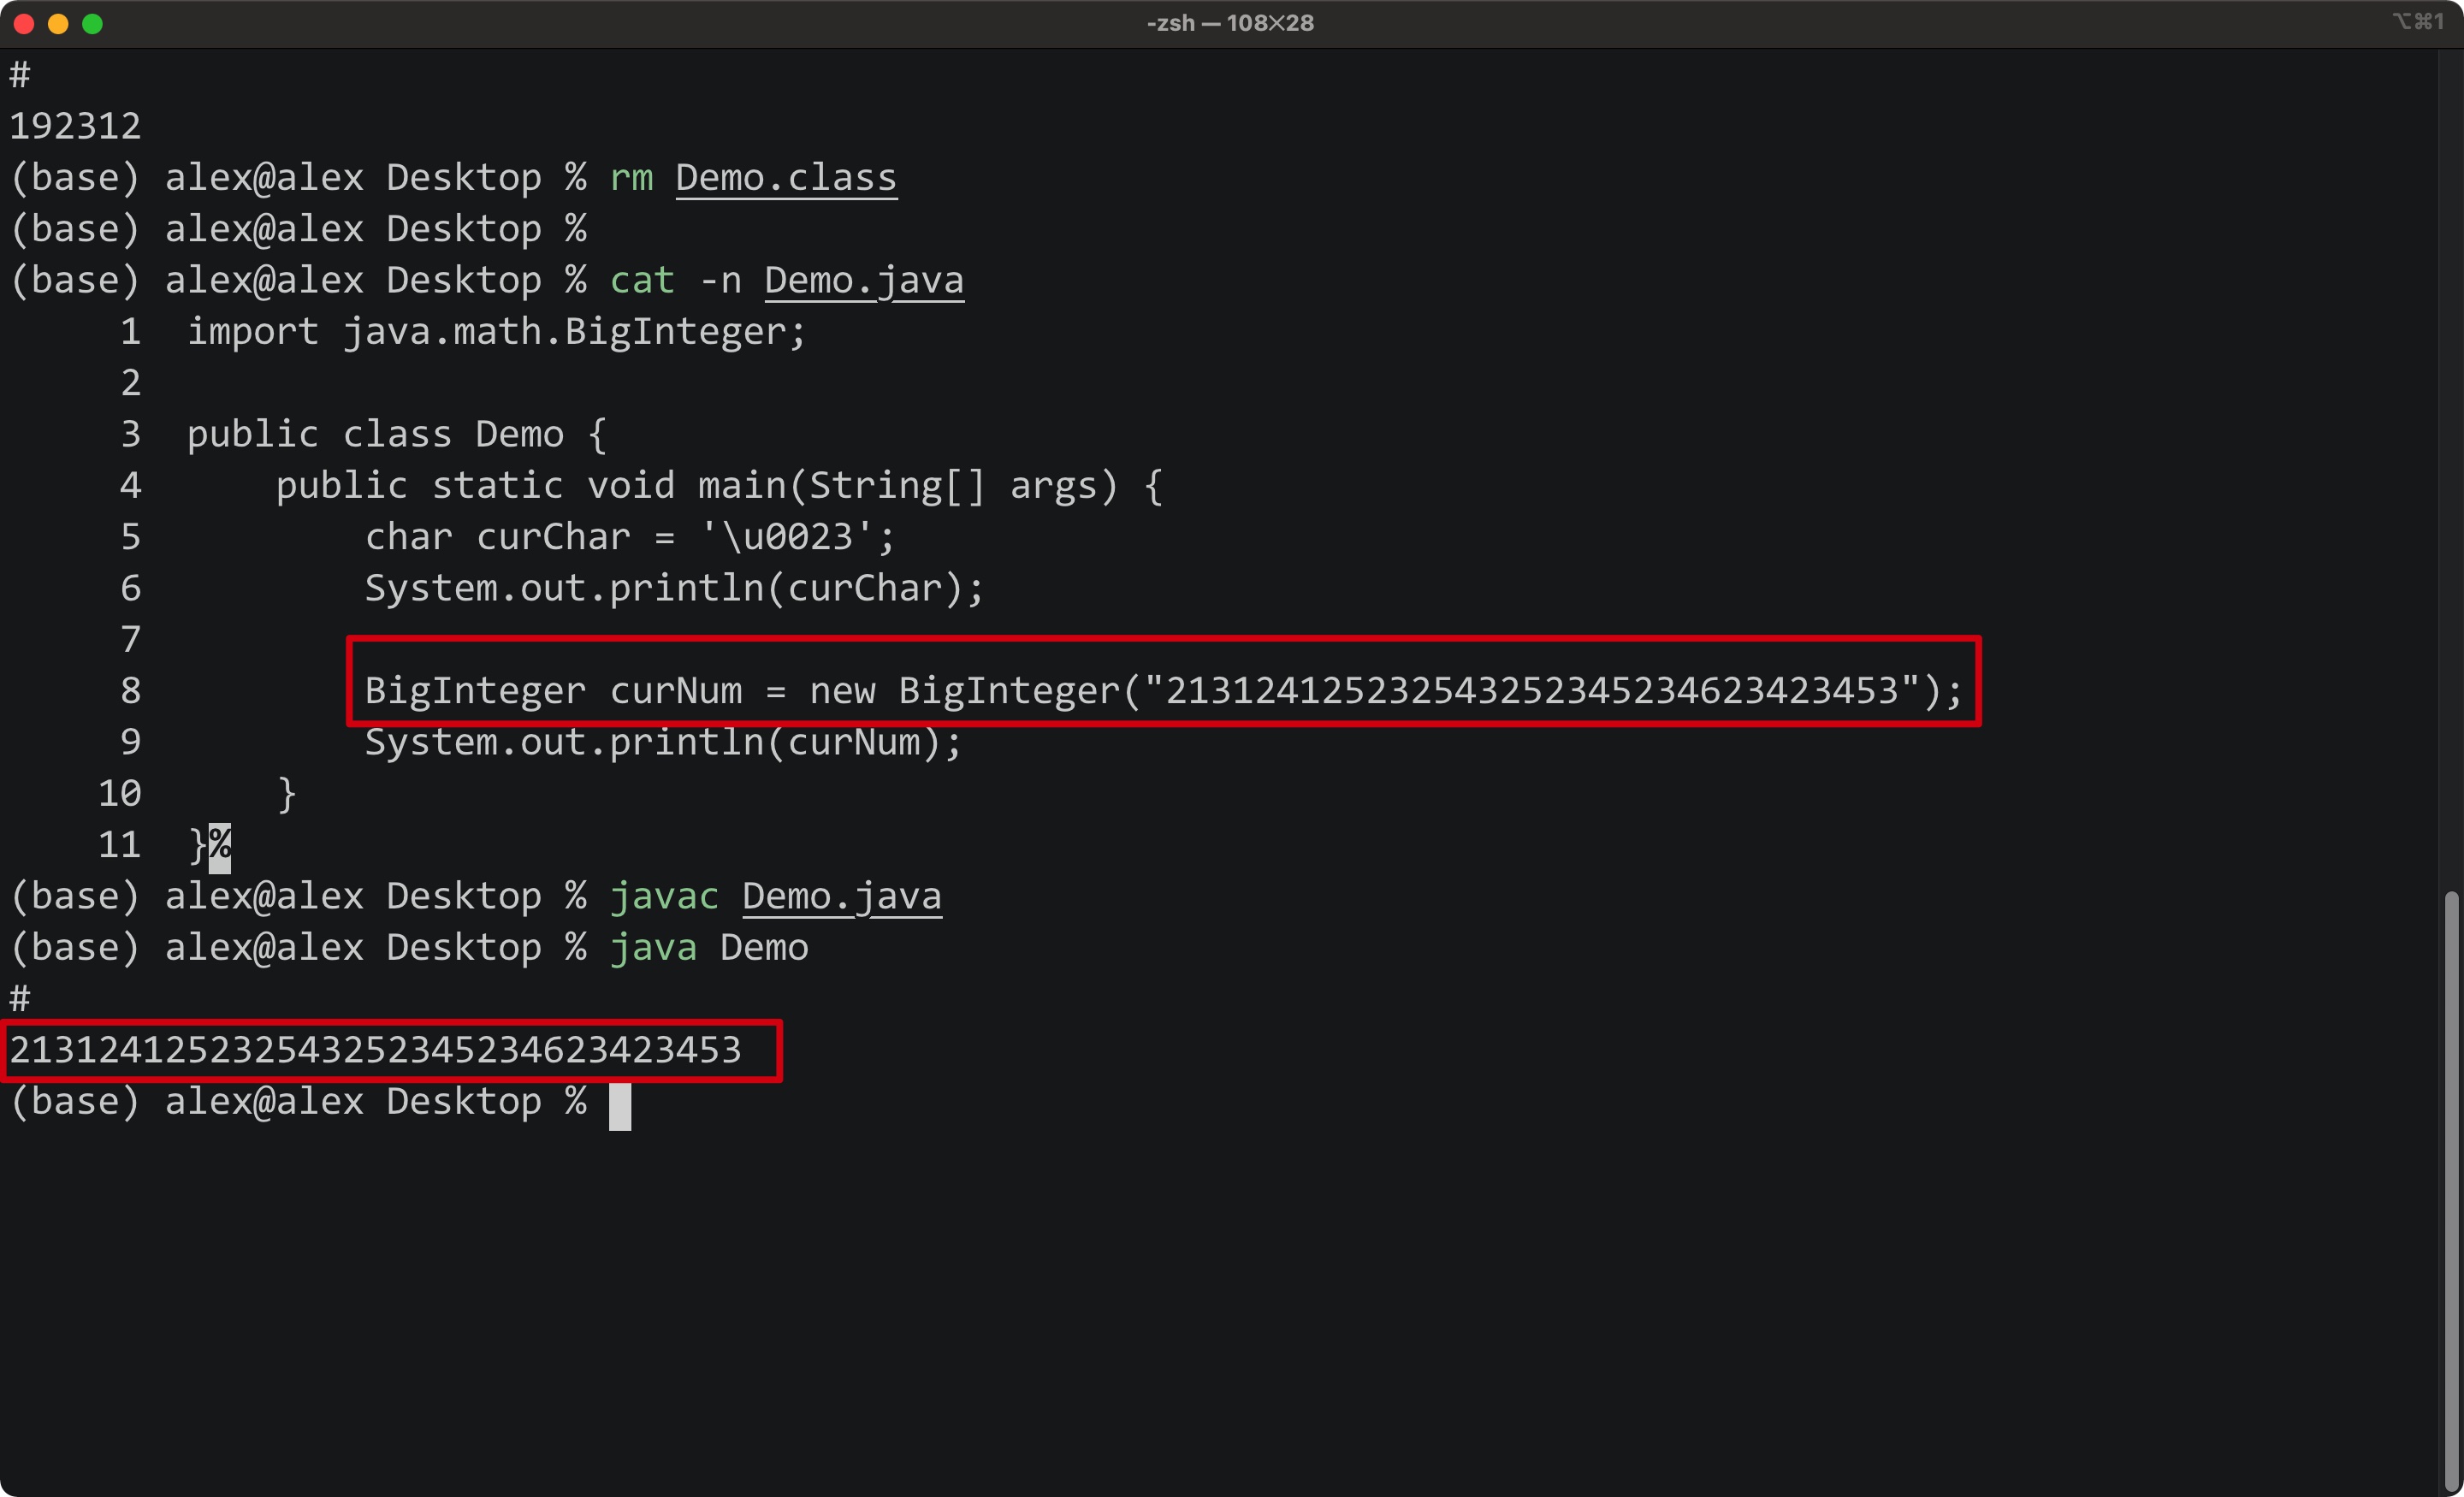 -zsh — 108×28
⌥⌘1
#
192312
(base) alex@alex Desktop % rm Demo.class
(base) alex@alex Desktop %
(base) alex@alex Desktop % cat -n Demo.java
     1  import java.math.BigInteger;
     2
     3  public class Demo {
     4      public static void main(String[] args) {
     5          char curChar = '\u0023';
     6          System.out.println(curChar);
     7
     8          BigInteger curNum = new BigInteger("213124125232543252345234623423453");
     9          System.out.println(curNum);
    10      }
    11  }%
(base) alex@alex Desktop % javac Demo.java
(base) alex@alex Desktop % java Demo
#
213124125232543252345234623423453
(base) alex@alex Desktop %